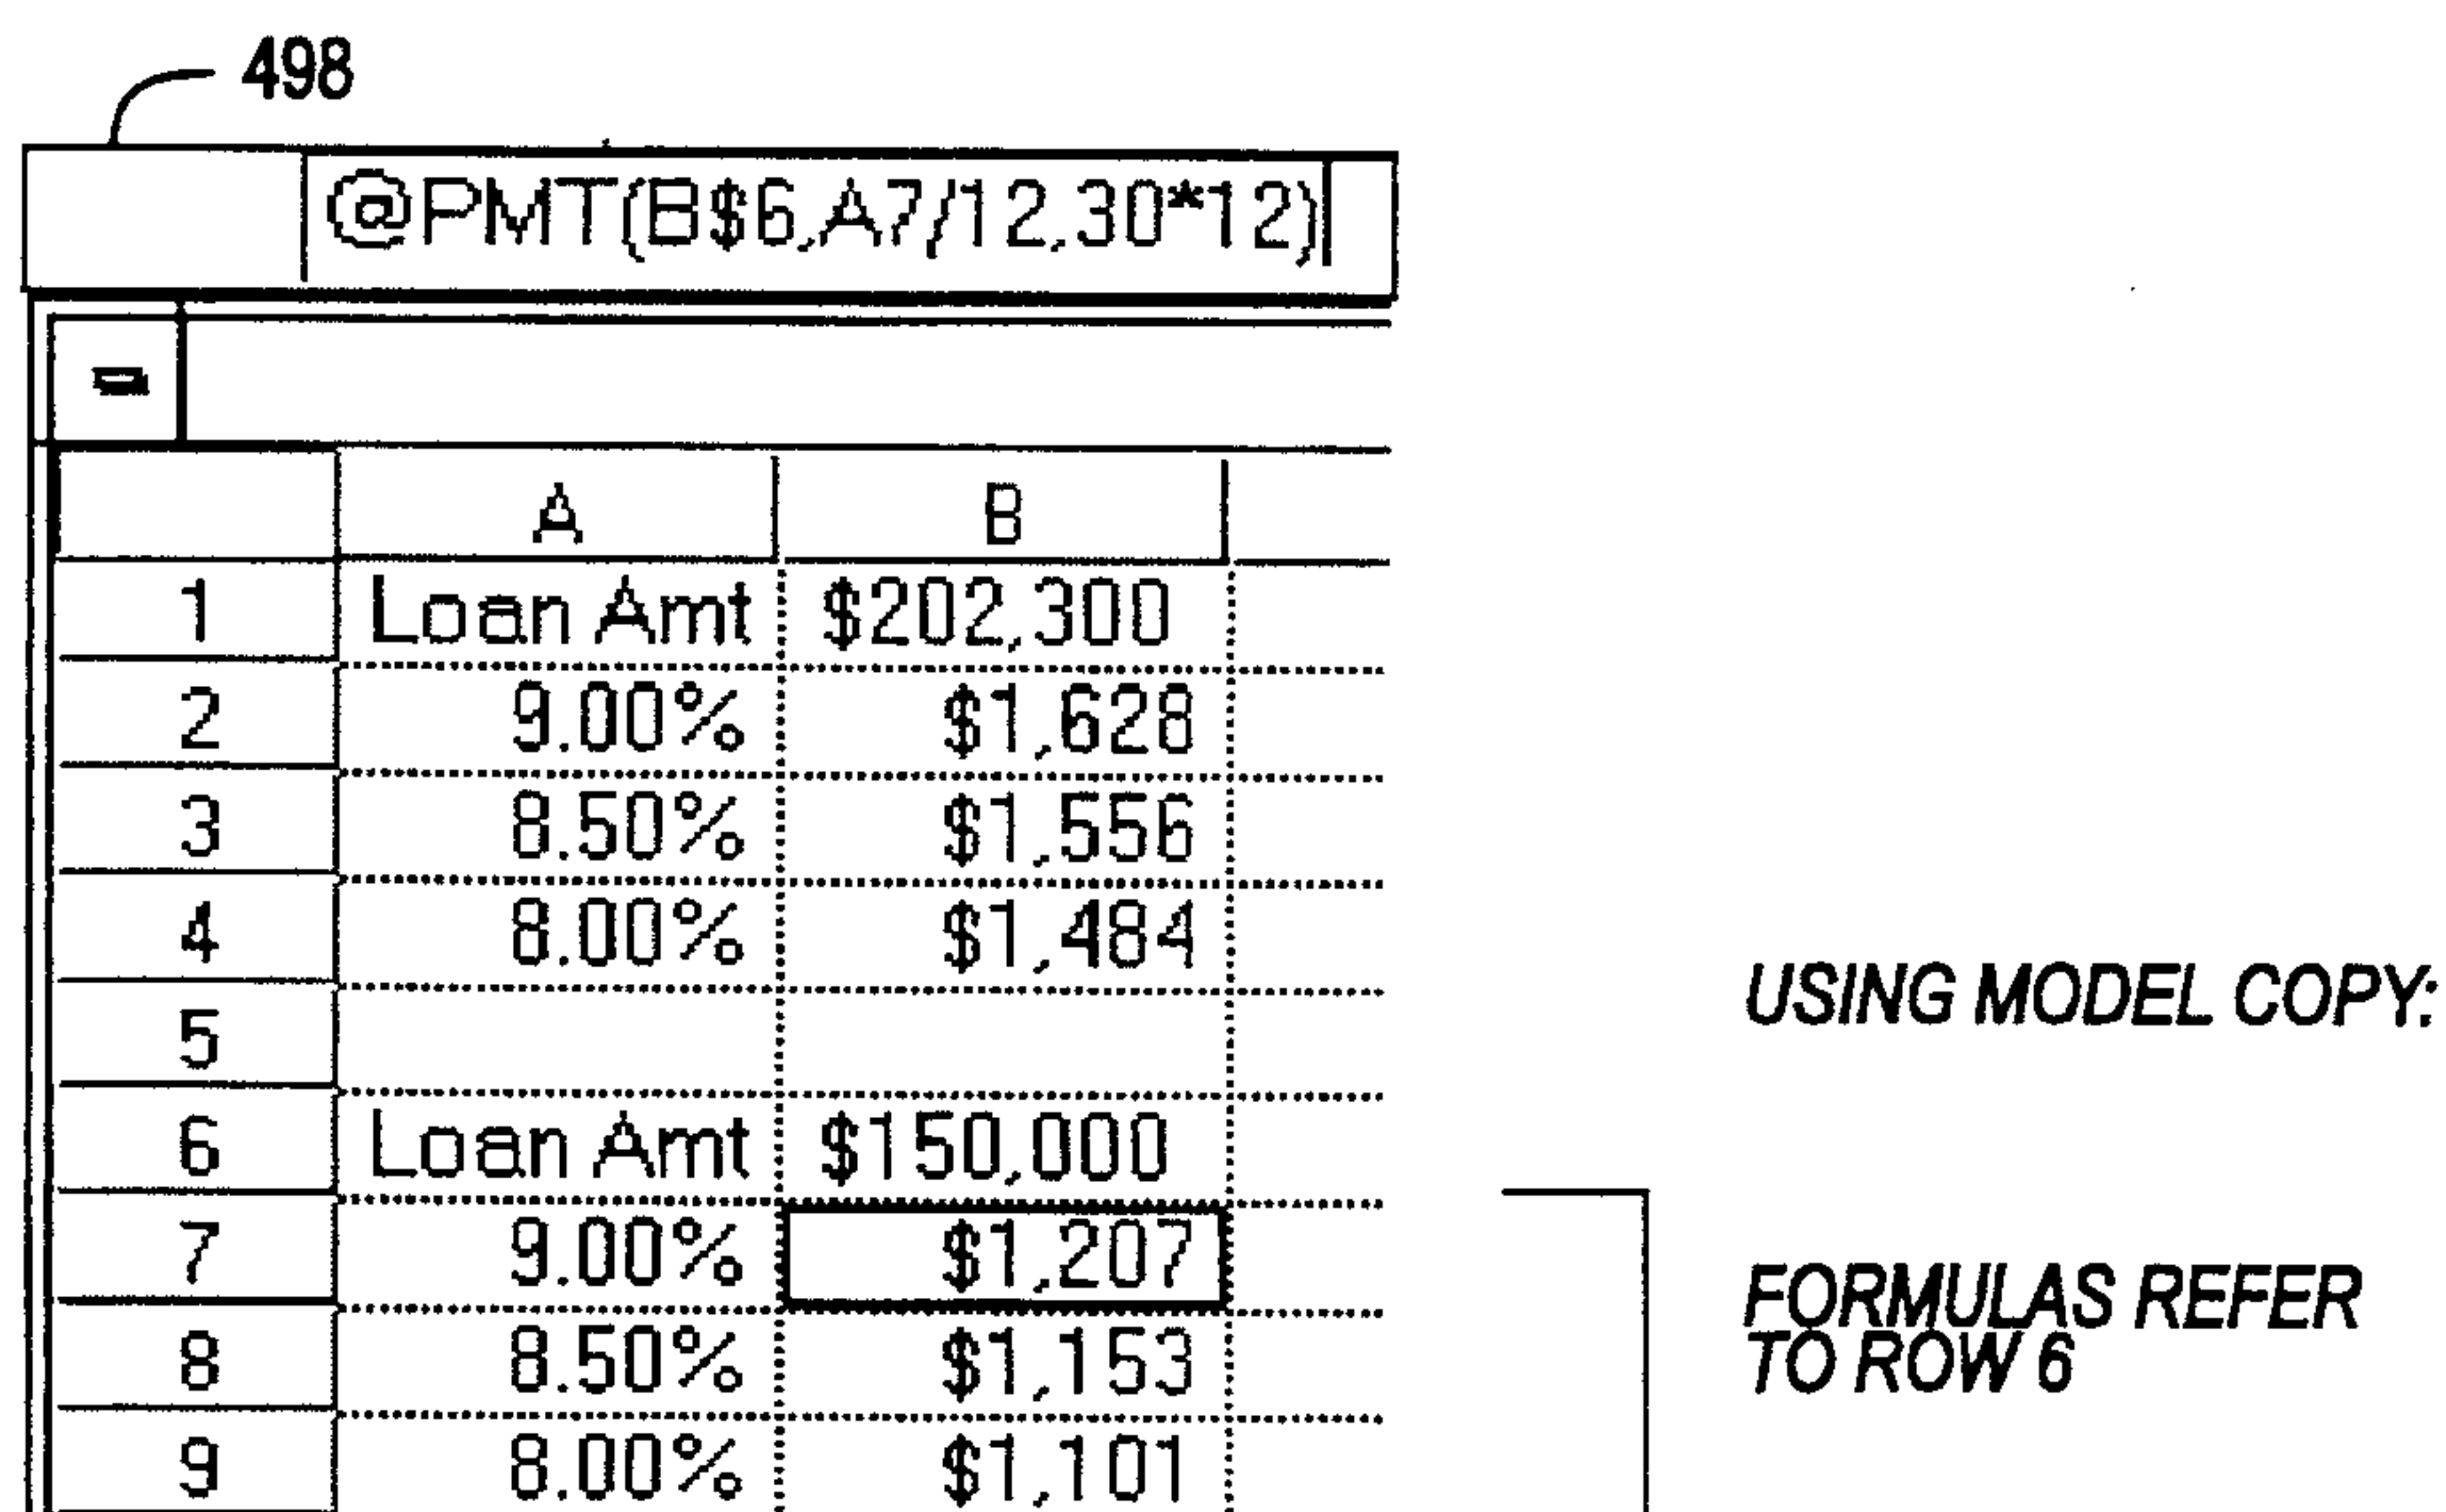 498
@PMT(B$6,A7/12,30*12)
A B
1 Loan Amt $202,300
2 9.00% $1,628
3 8.50% $1,556
4 8.00% $1,484
5
6 Loan Amt $150,000
7 9.00% $1,207
8 8.50% $1,153
9 8.00% $1,101
USING MODEL COPY:
FORMULAS REFER
TO ROW 6